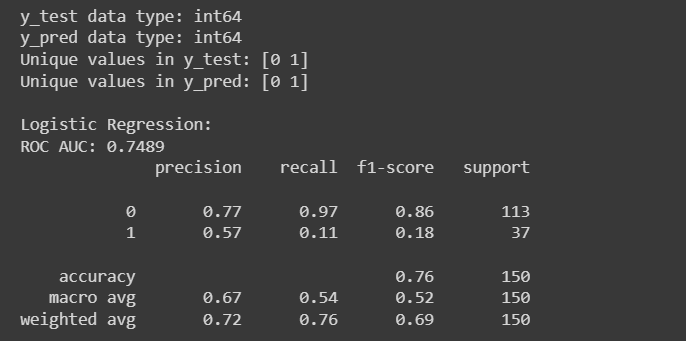 y_test data type: int64
y_pred data type: int64
Unique values in y_test: [0 1]
Unique values in y_pred: [0 1]
Logistic Regression:
ROC AUC: 0.7489
precision recall f1-score support
0 0.77 0.97 0.86 113
1 0.57 0.11 0.18 37
accuracy 0.76 150
macro avg 0.67 0.54 0.52 150
weighted avg 0.72 0.76 0.69 150